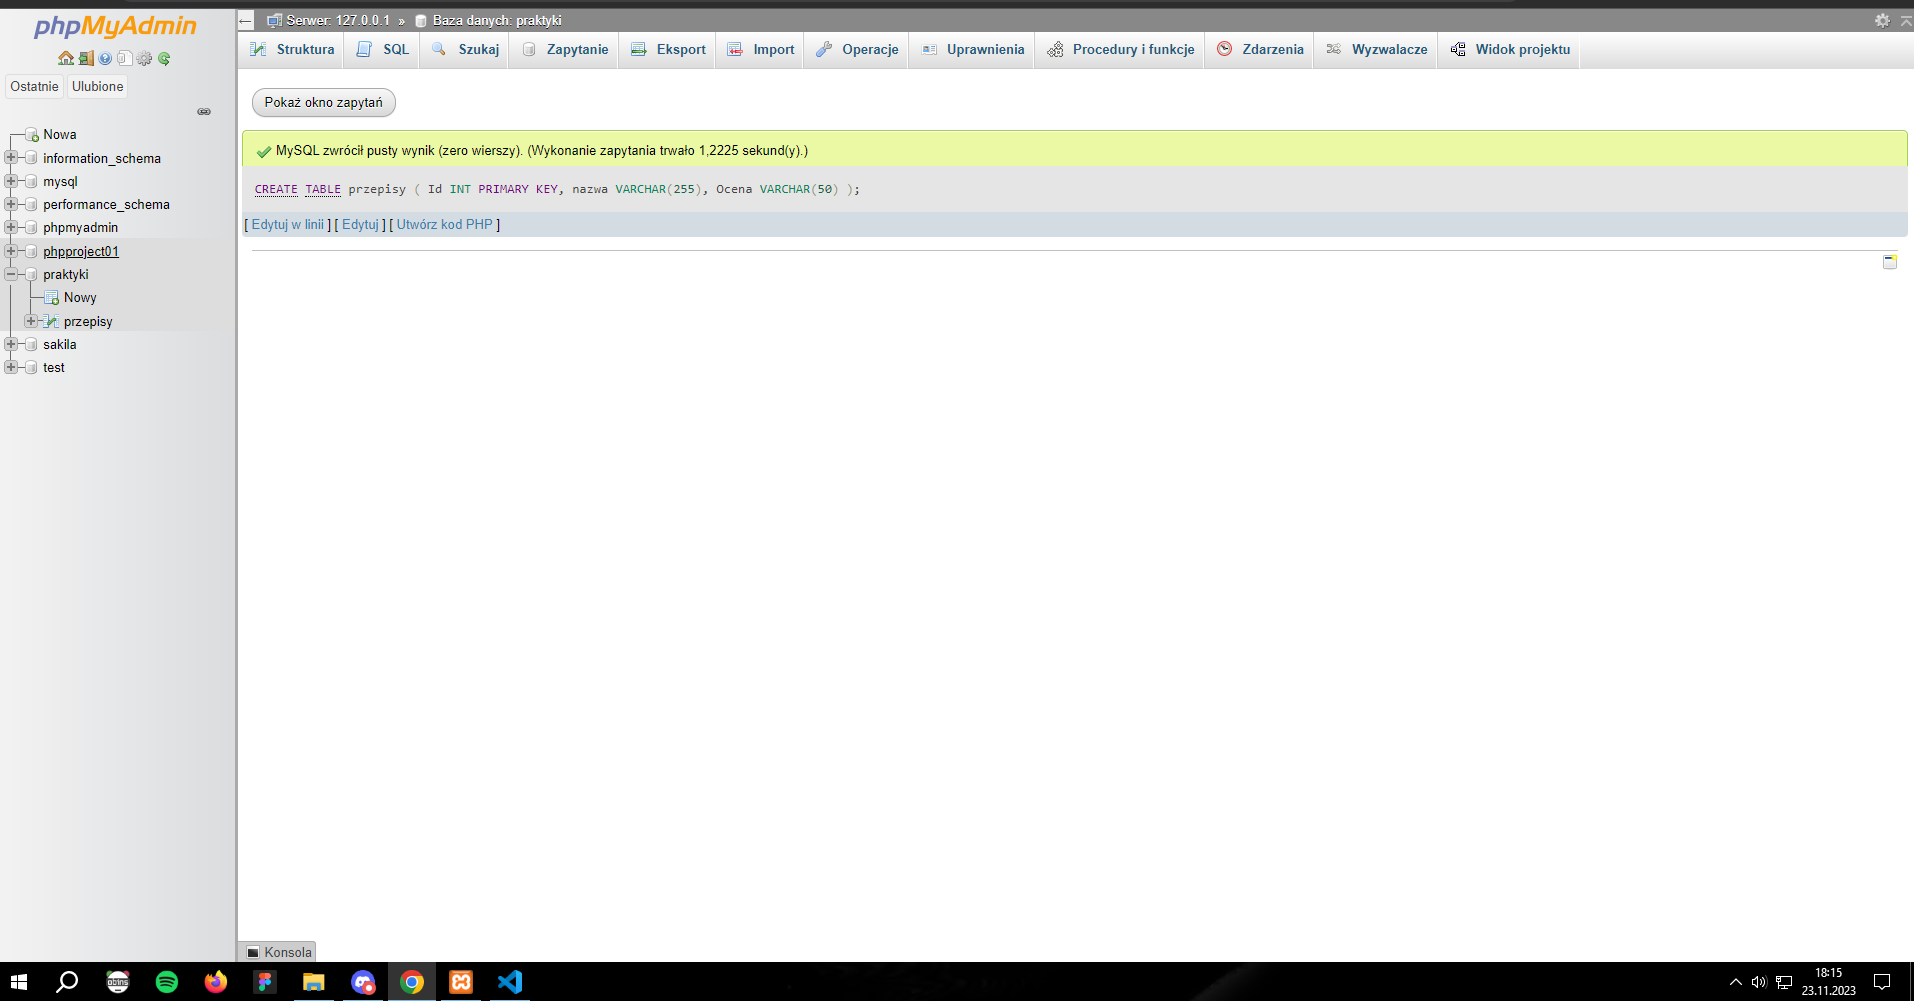 phpMyAdmin
Ostatnie Ulubione
Nowa
information_schema
mysql
performance_schema
phpmyadmin
phpproject01
praktyki
Nowy
przepisy
sakila
test
Serwer: 127.0.0.1 » Baza danych: praktyki
Struktura SQL Szukaj Zapytanie Eksport Import Operacje Uprawnienia Procedury i funkcje Zdarzenia Wyzwalacze Widok projektu
Pokaż okno zapytań
MySQL zwrócił pusty wynik (zero wierszy). (Wykonanie zapytania trwało 1,2225 sekund(y).)
CREATE TABLE przepisy ( Id INT PRIMARY KEY, nazwa VARCHAR(255), Ocena VARCHAR(50) );
[ Edytuj w linii ] [ Edytuj ] [ Utwórz kod PHP ]
Konsola
18:15
23.11.2023